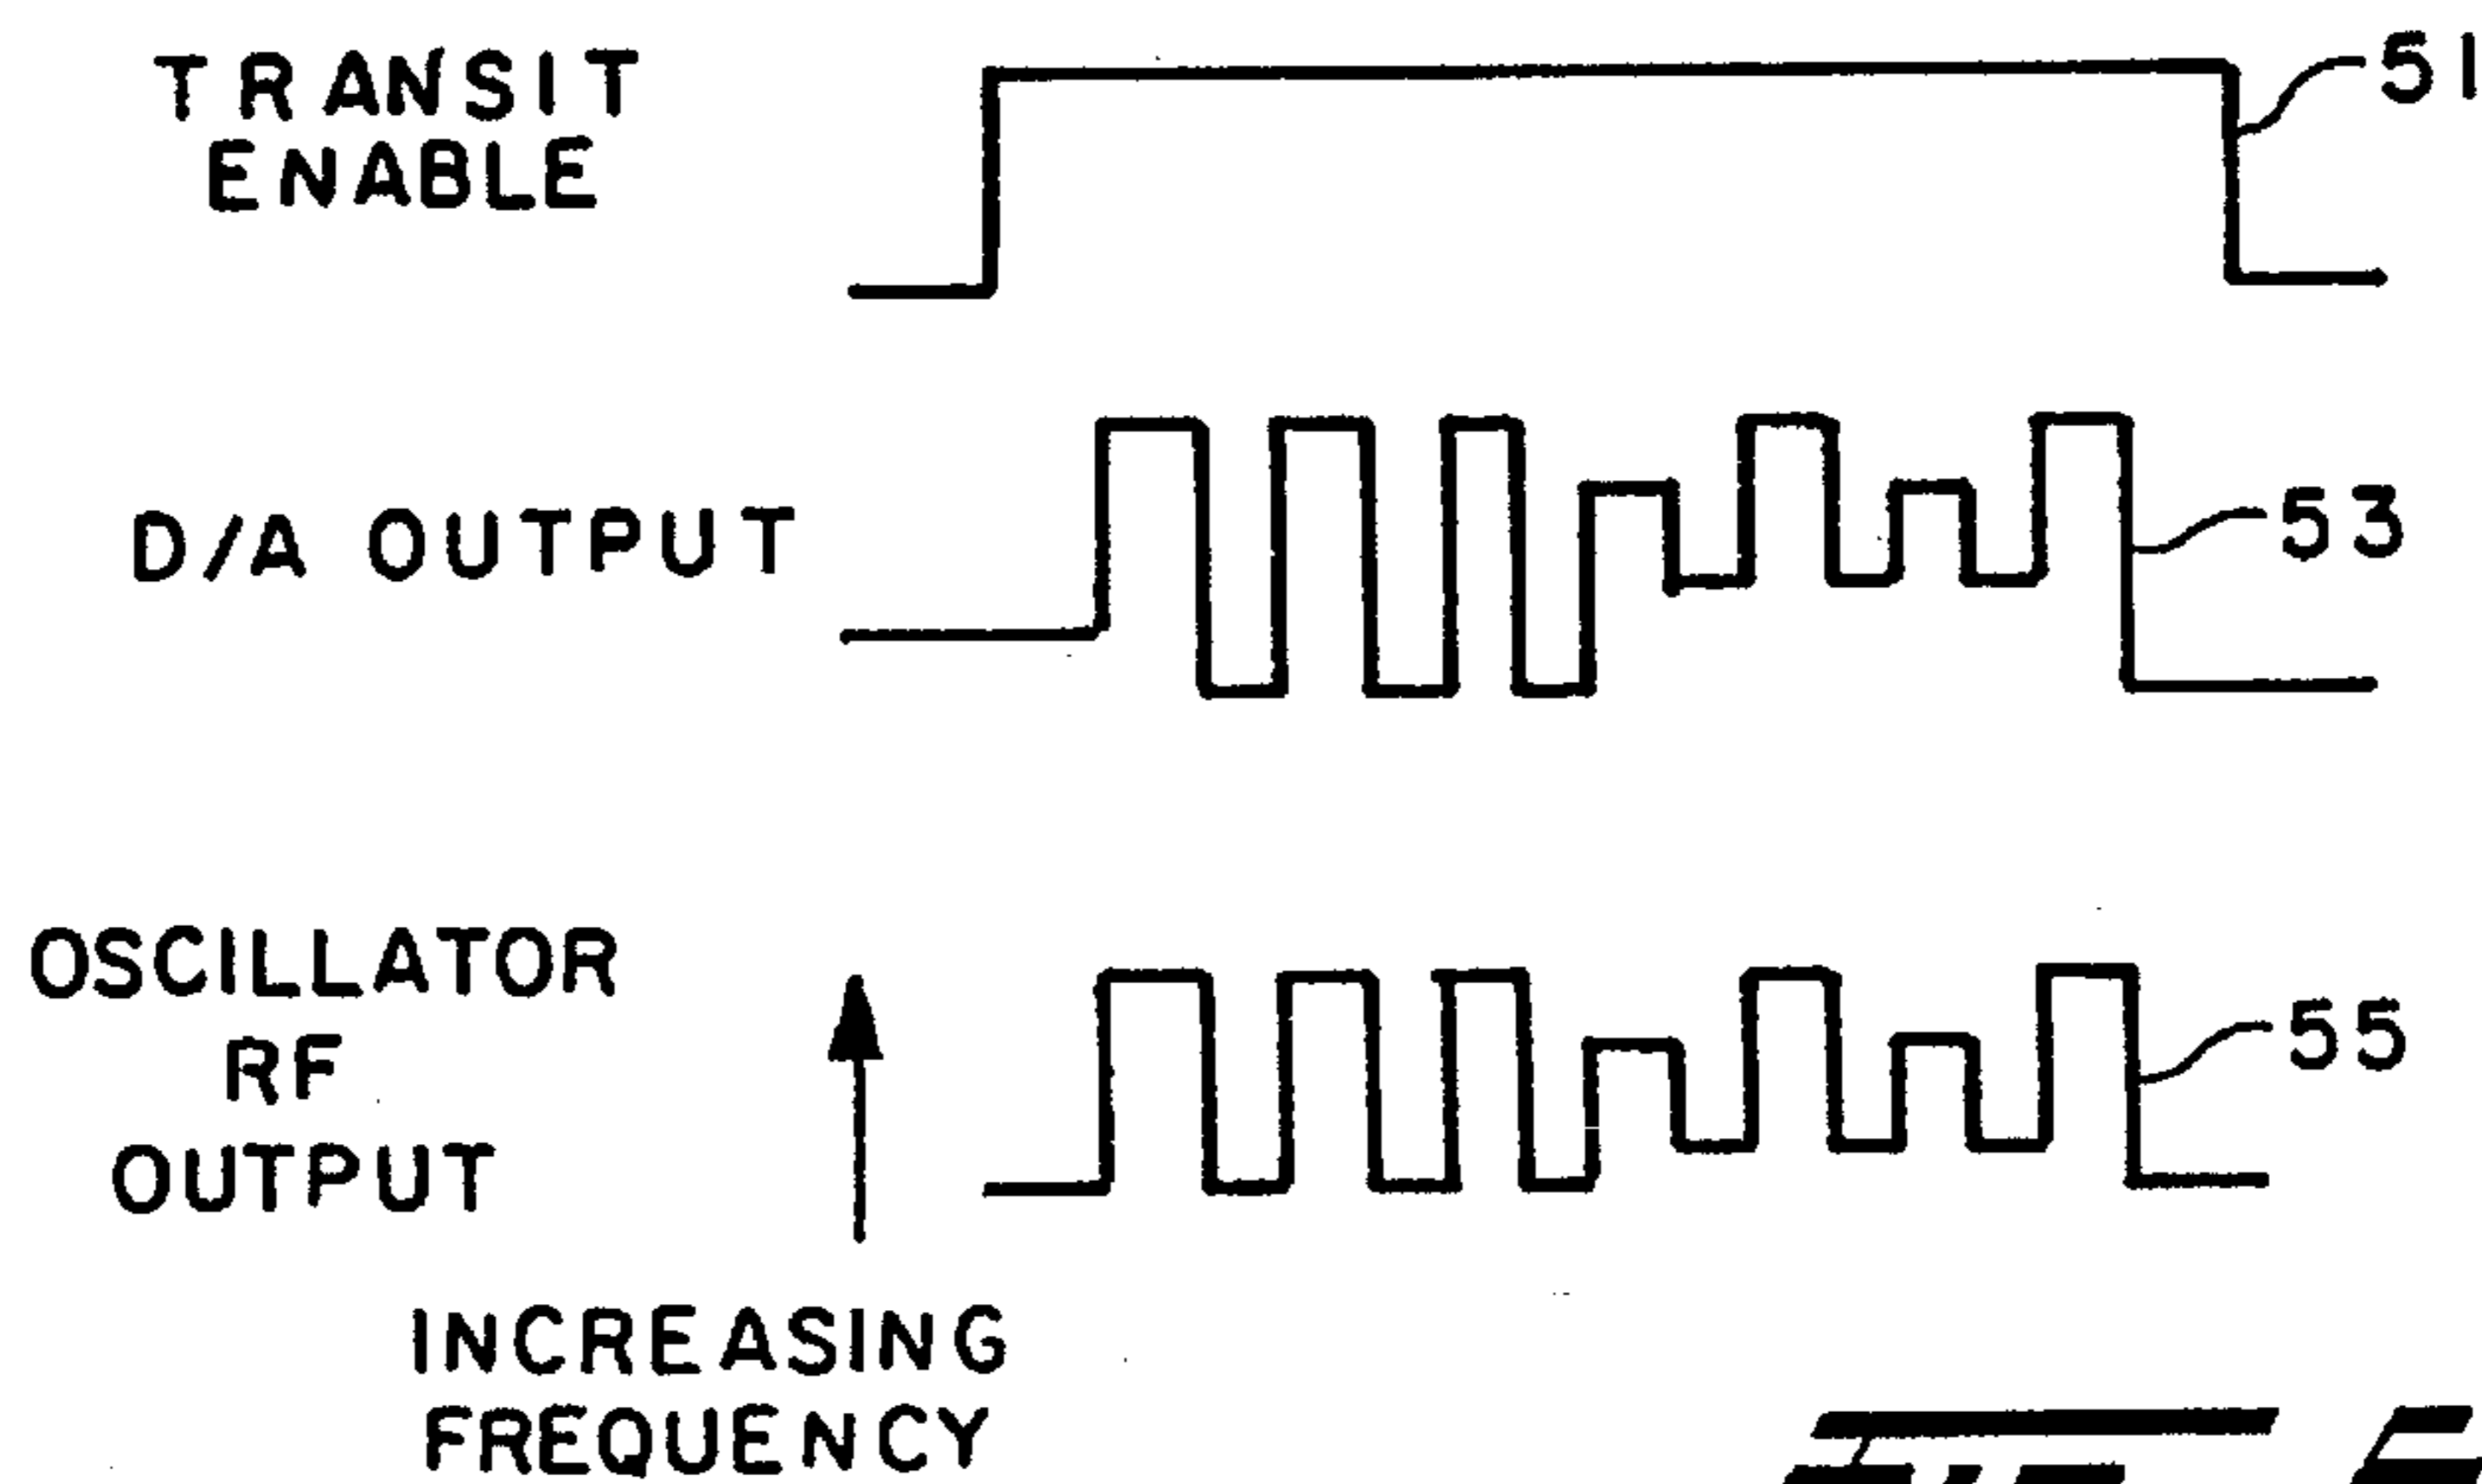 TRANSIT
ENABLE
51
D/A OUTPUT
53
OSCILLATOR
RF
OUTPUT
55
INCREASING
FREQUENCY